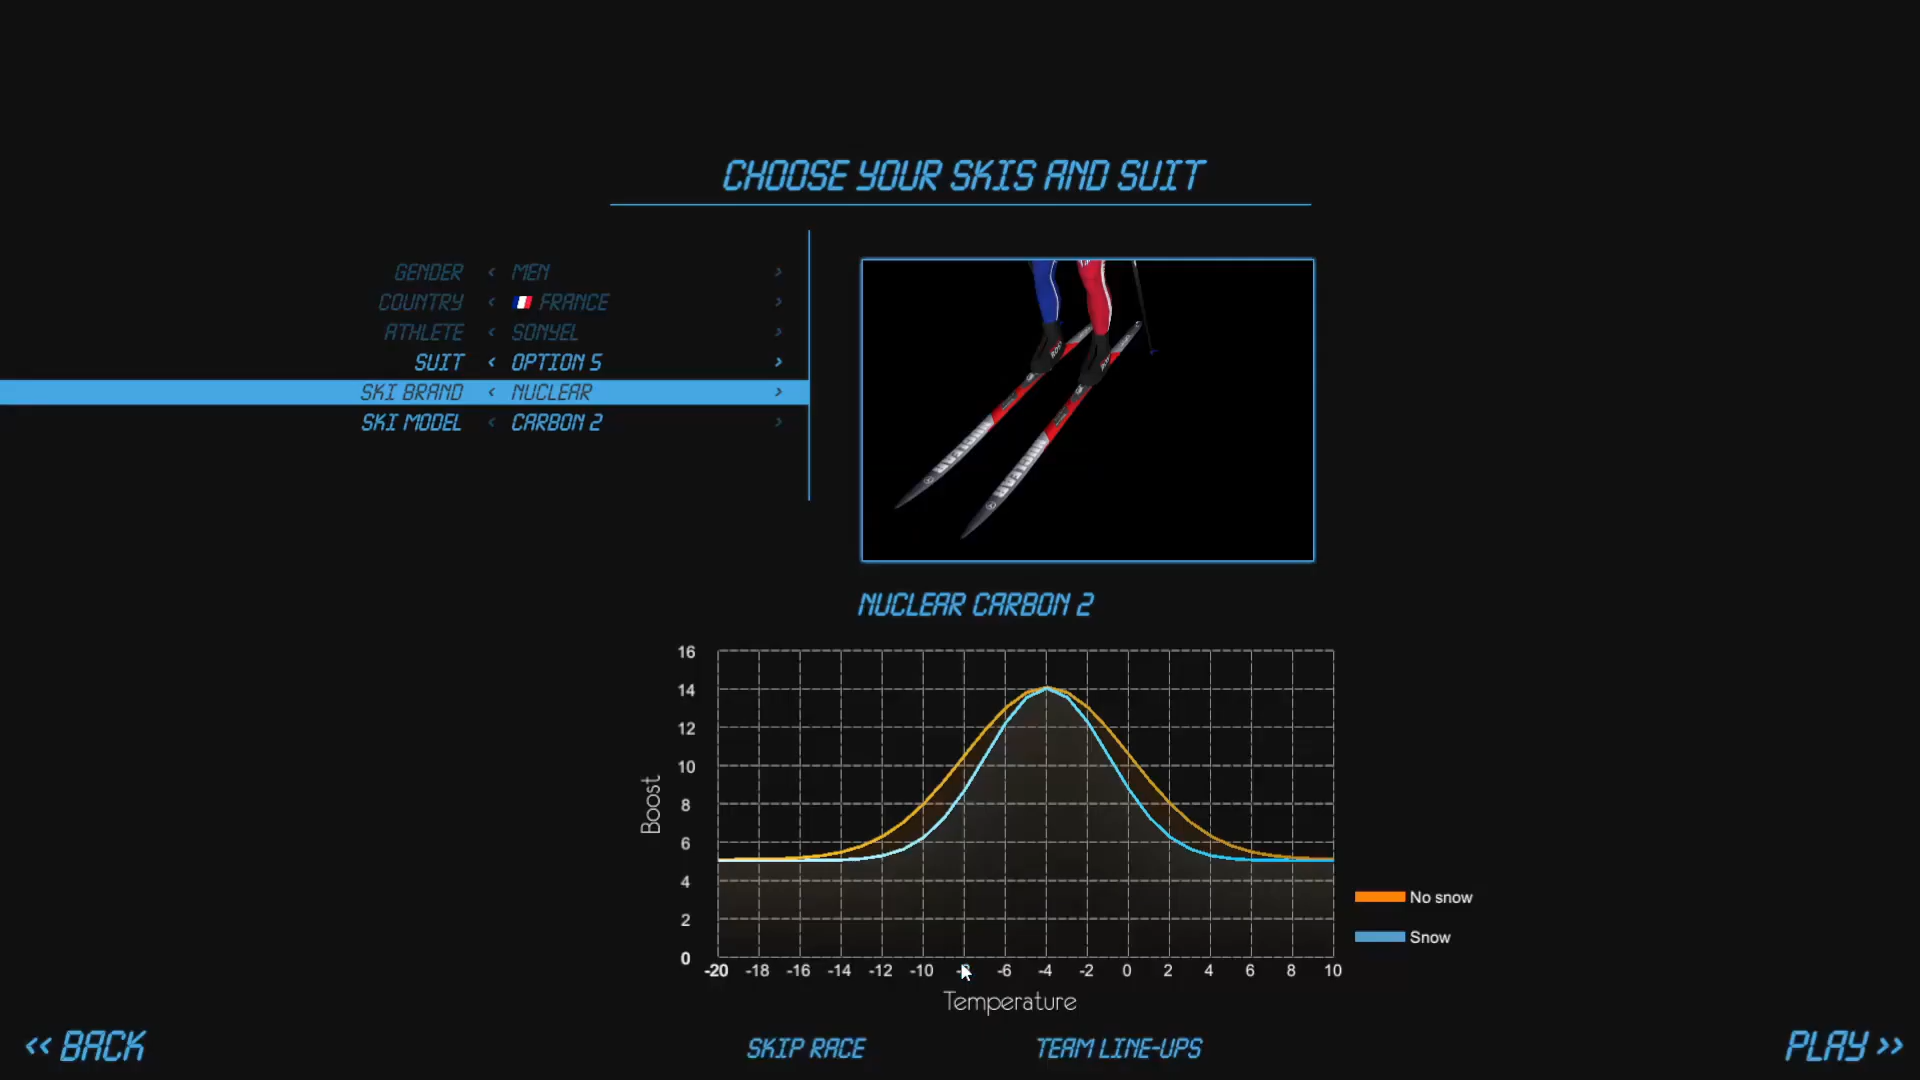 CHOOSE YOUR SKIS AND SUIT
GENDER < MEN >
COUNTRY < FRANCE >
ATHLETE < SONYEL >
SUIT < OPTION 5 >
SKI BRAND < NUCLEAR >
SKI MODEL < CARBON 2 >
NUCLEAR
NUCLEAR
NUCLEAR CARBON 2
16
14
12
10
8
6
4
2
0
Boost
-20 -18 -16 -14 -12 -10 -6 -4 -2 0 2 4 6 8 10
Temperature
No snow
Snow
<< BACK
SKIP RACE
TEAM LINE-UPS
PLAY >>